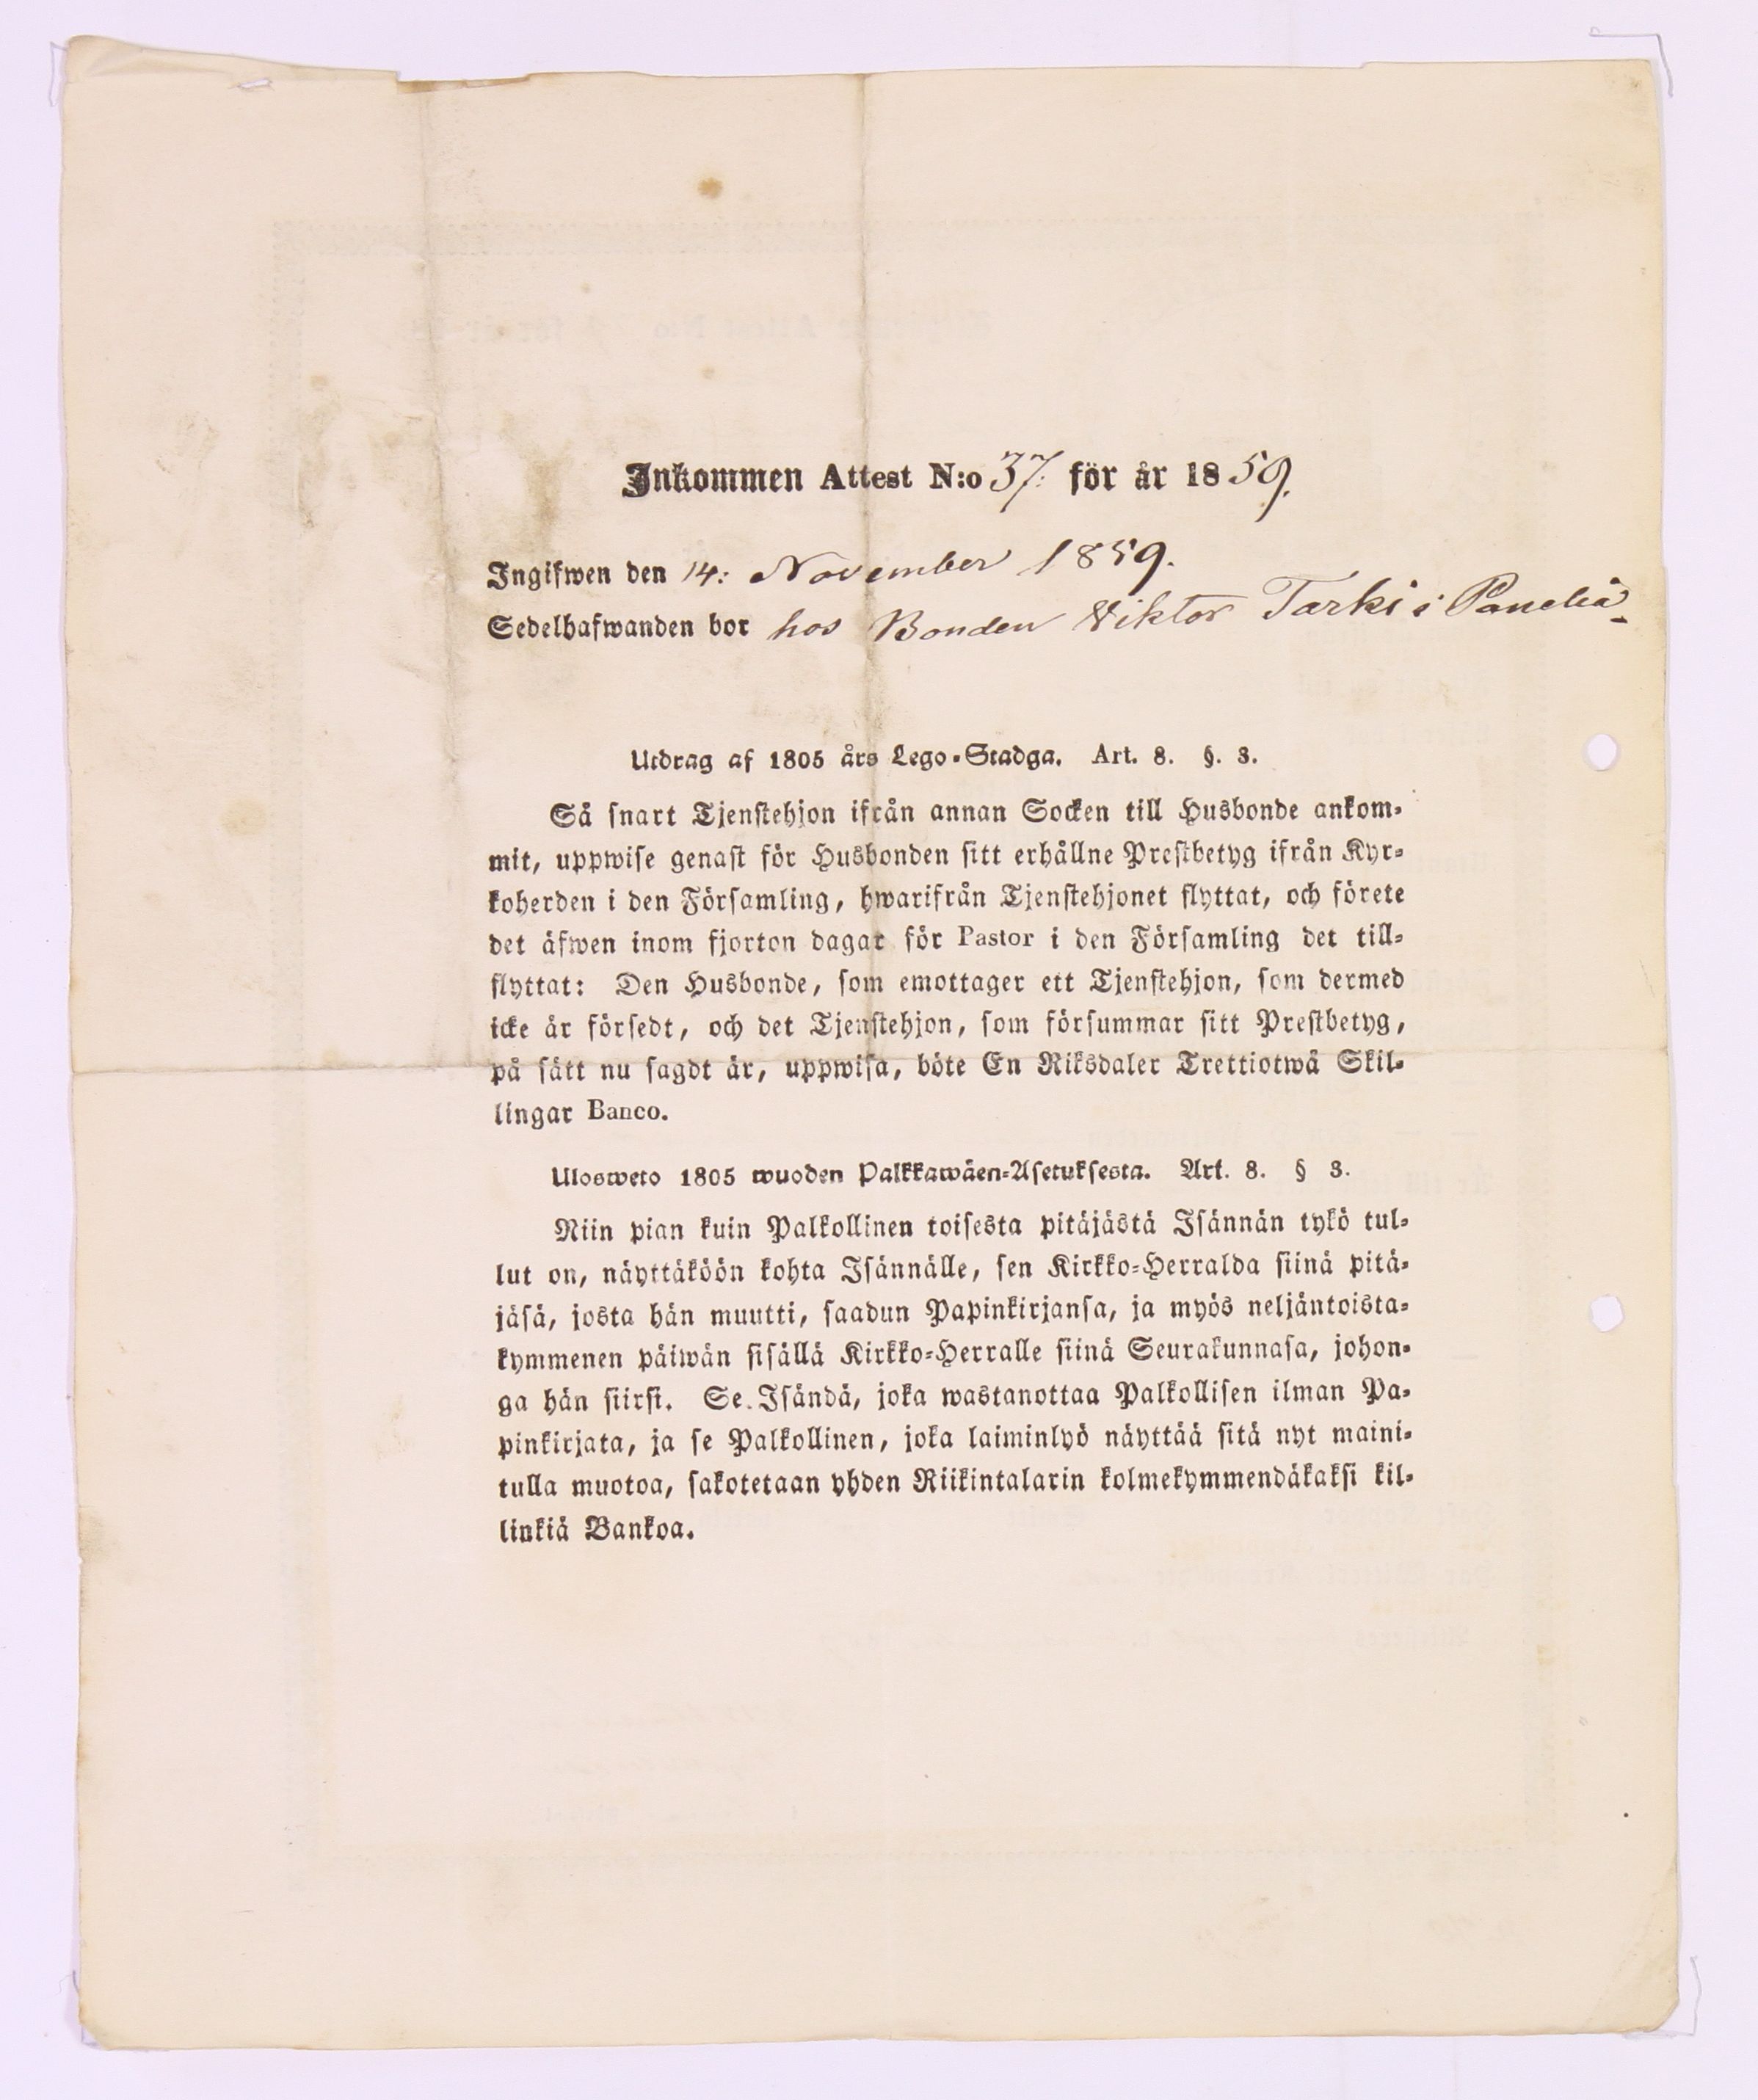 Inkommen Attest N:o 37. för år 1859.
Ingifwen den 14: November 1859.
Sedelhafwanden bor hos Bonden Viktor Tarki i Panelia
Utdrag af 1805 års Lego-Stadga. Art. 8. §. 3.
Så snart Tjenstehjon ifrån annan Socken till Husbonde ankom-
mit, uppwise genast för Husbonden sitt erhållne Prestbetyg ifrån Kyr-
koherden i den Församling, hwarifrån Tjenstehjonet flyttat, och förete
det äfwen inom fjorton dagar för Pastor i den Församling det till-
flyttat: Den Husbonde, som emottager ett Tjenstehjon, som dermed
icke är försedt, och det Tjenstehjon, som försummar sitt Prestbetyg,
på sätt nu sagdt är, uppwisa, böte En Riksdaler Trettiotwå Skil-
lingar Banco.
Ulosweto 1805 wuoden Palkkawäen-Asetuksesta. Art. 8. § 3.
Niin pian kuin Palkollinen toisesta pitäjästä Isännän tykö tul-
lut on, näyttäköön kohta Isännälle, sen Kirkko-Herralda siinä pitä-
jäsä, josta hän muutti, saadun Papinkirjansa, ja myös neljäntoista-
kymmenen päiwän sisällä Kirkko-Herralle siinä Seurakunnasa, johon-
ga hän siirsi. Se Isändä, joka wastanottaa Palkollisen ilman Pa-
pinkirjata, ja se Palkollinen, joka laiminlyö näyttää sitä nyt maini-
tulla muotoa, sakotetaan yhden Riikintalarin kolmekymmendäkaksi kil-
linkiä Bankoa.